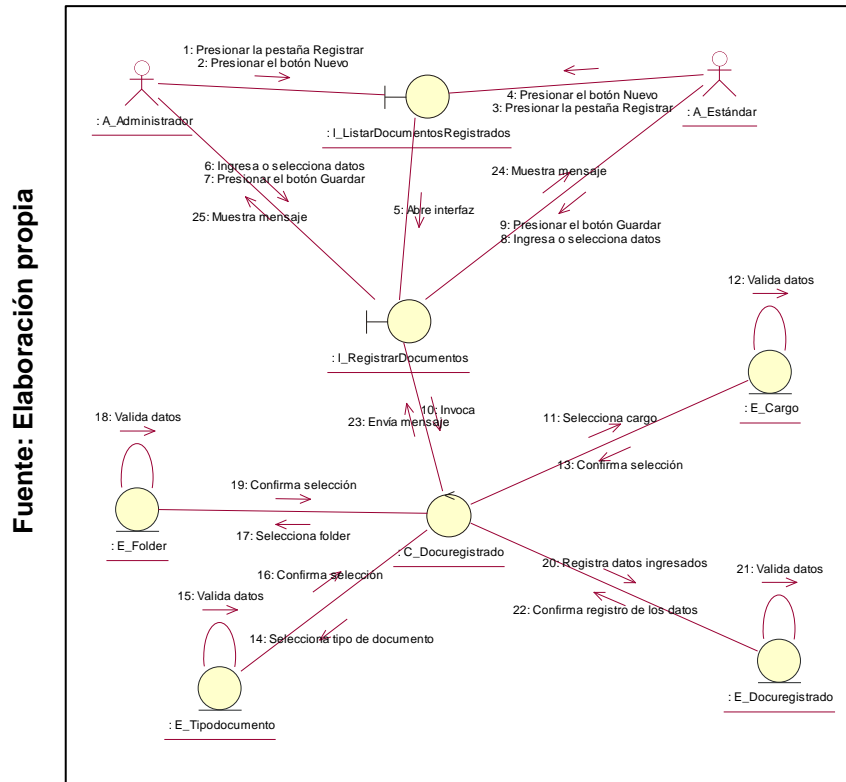 Fuente: Elaboración propia
1: Presionar la pestaña Registrar
2: Presionar el botón Nuevo
4: Presionar el botón Nuevo
3: Presionar la pestaña Registrar
: A_Administrador
: I_ListarDocumentosRegistrados
: A_Estándar
6: Ingresa o selecciona datos
7: Presionar el botón Guardar
25: Muestra mensaje
5: Abre interfaz
24: Muestra mensaje
9: Presionar el botón Guardar
8: Ingresa o selecciona datos
12: Valida datos
: I_RegistrarDocumentos
: E_Cargo
10: Invoca
23: Envía mensaje
11: Selecciona cargo
13: Confirma selección
18: Valida datos
19: Confirma selección
17: Selecciona folder
: E_Folder
: C_Docuregistrado
16: Confirma selección
15: Valida datos
14: Selecciona tipo de documento
: E_Tipodocumento
20: Registra datos ingresados
22: Confirma registro de los datos
21: Valida datos
: E_Docuregistrado